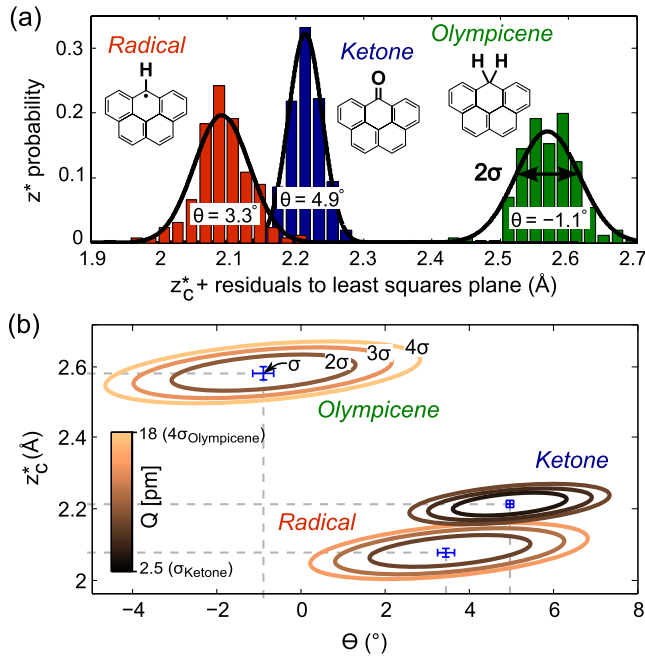 (a)
Radical
Ketone
Olympicene
H
O
H H
0.3
0.2
0.1
0
z* probability
2σ
θ = 3.3°
θ = 4.9°
θ = −1.1°
1.9 2 2.1 2.2 2.3 2.4 2.5 2.6 2.7
z*C + residuals to least squares plane (Å)
(b)
2.6
2.4
2.2
2
z*C (Å)
σ 2σ 3σ 4σ
Olympicene
Ketone
Radical
18 (4σOlympicene)
Q [pm]
2.5 (σKetone)
−4 −2 0 2 4 6 8
Θ (°)